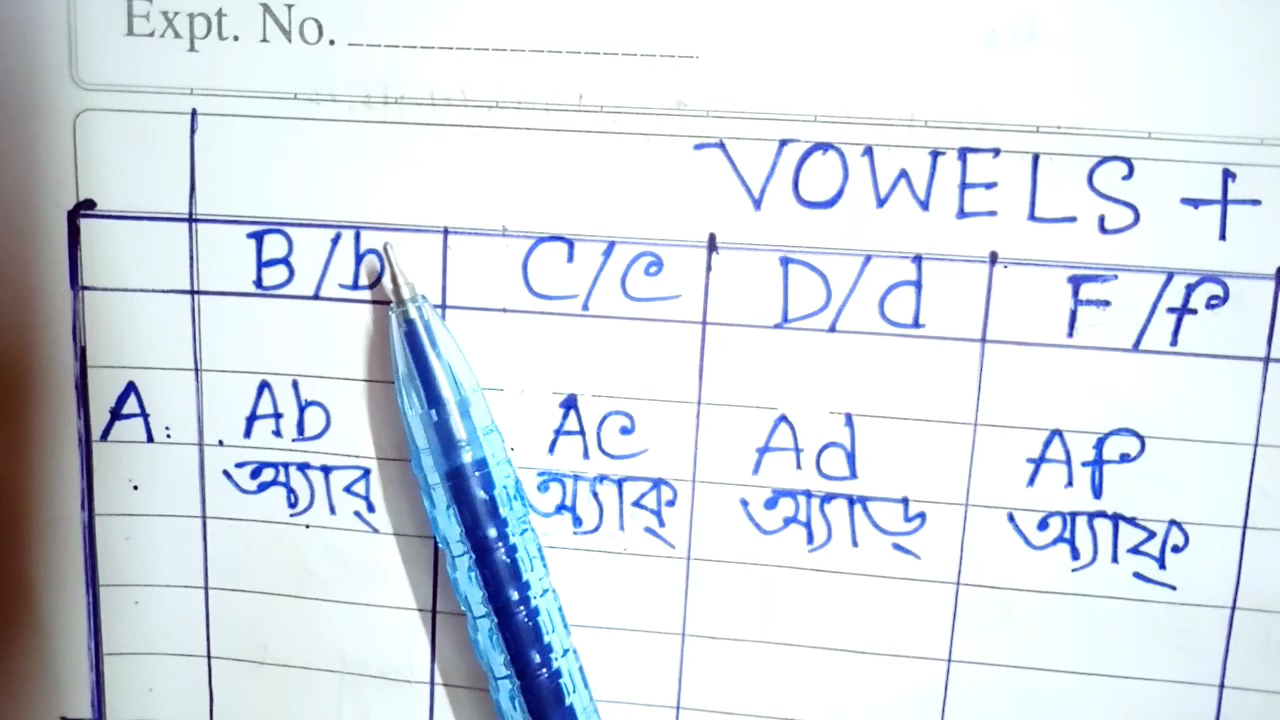 Expt. No.
VOWELS +
B/b C/c D/d F/f
A: Ab Ac Ad Af
অ্যাব্ অ্যাক্ অ্যাড্ অ্যাফ্